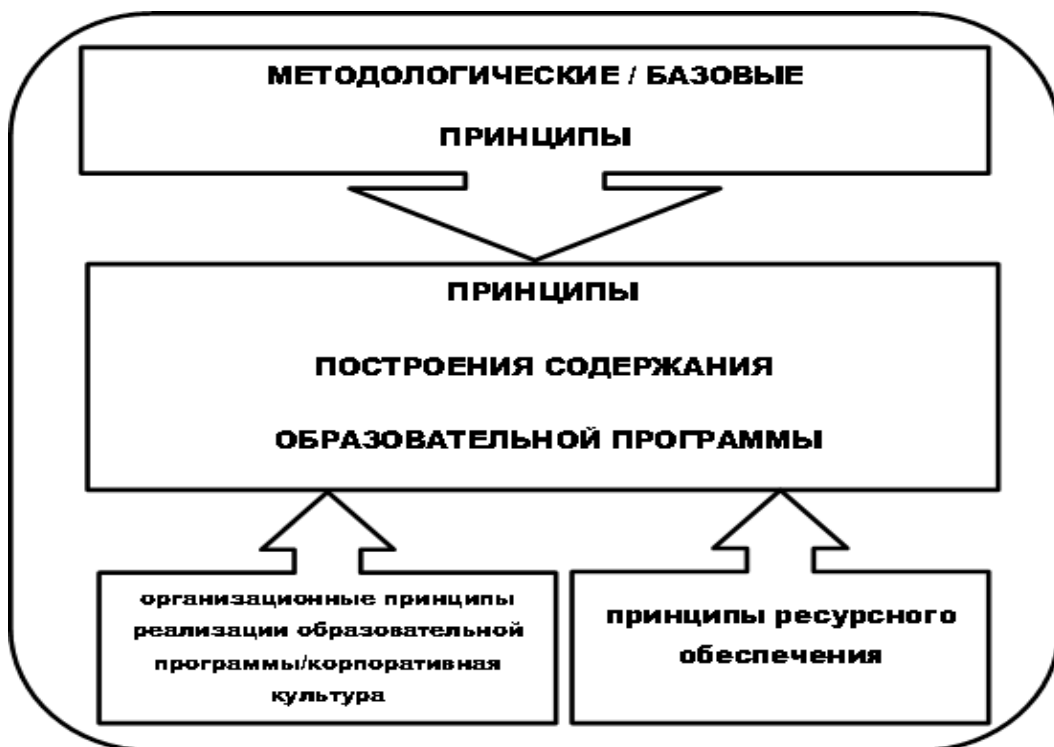 МЕТОДОЛОГИЧЕСКИЕ / БАЗОВЫЕ
ПРИНЦИПЫ
ПРИНЦИПЫ
ПОСТРОЕНИЯ СОДЕРЖАНИЯ
ОБРАЗОВАТЕЛЬНОЙ ПРОГРАММЫ
организационные принципы
реализации образовательной
программы/корпоративная
культура
принципы ресурсного
обеспечения